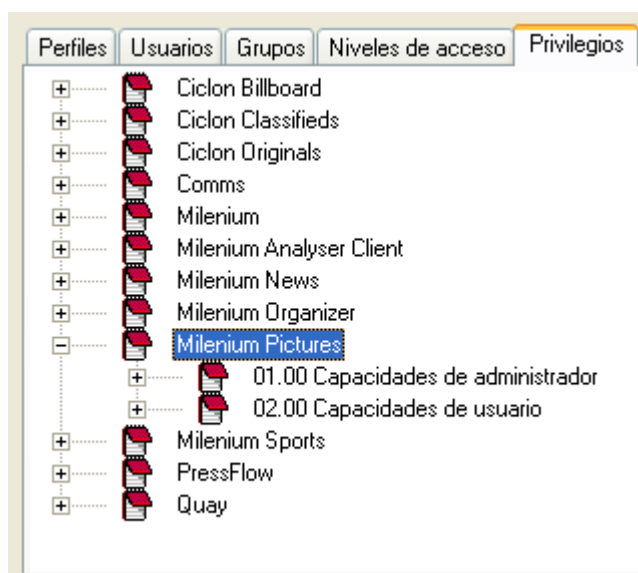 Perfiles Usuarios Grupos Niveles de acceso Privilegios
Ciclon Billboard
Ciclon Classifieds
Ciclon Originals
Comms
Milenium
Milenium Analyser Client
Milenium News
Milenium Organizer
Milenium Pictures
01.00 Capacidades de administrador
02.00 Capacidades de usuario
Milenium Sports
PressFlow
Quay